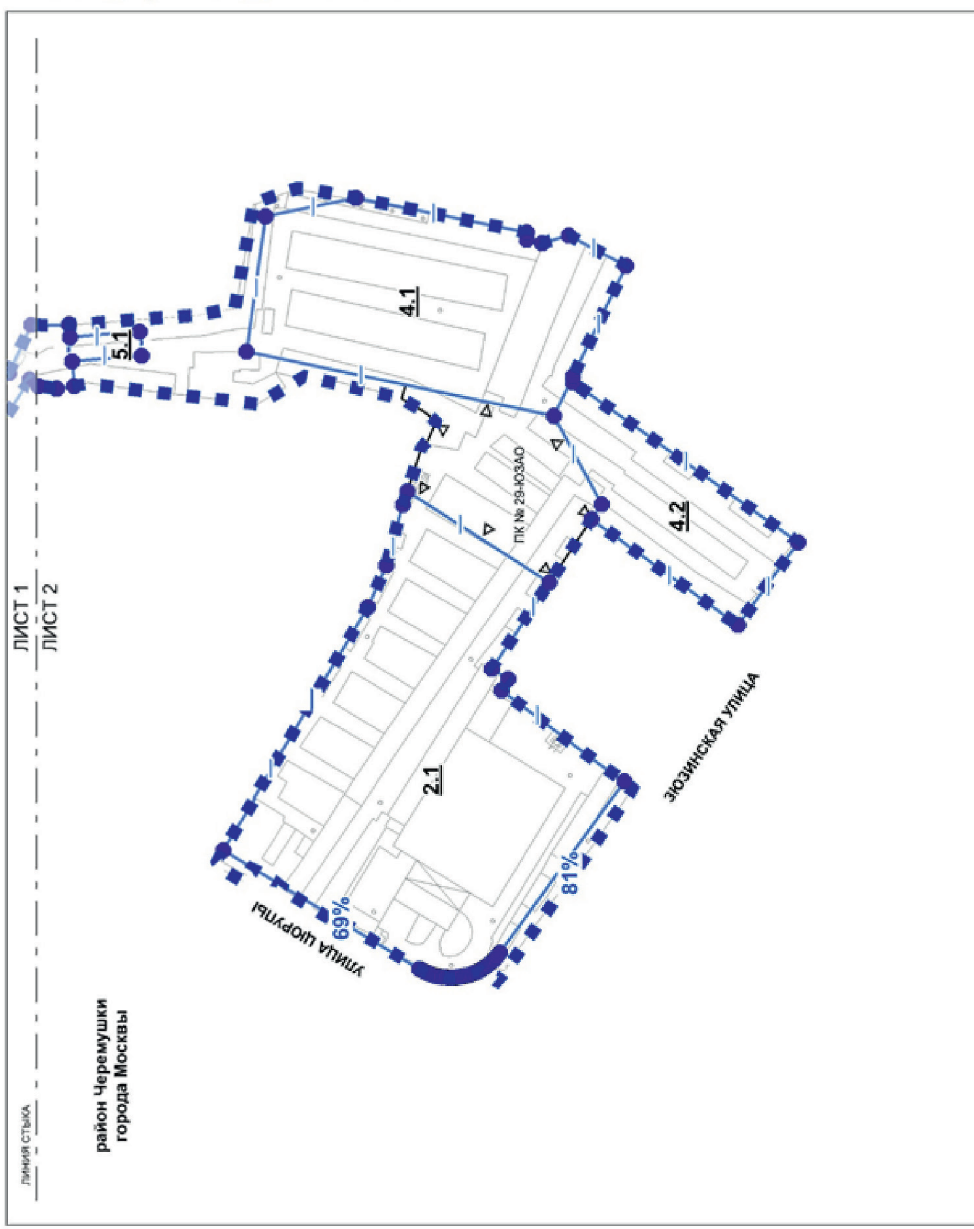 ЛИНИЯ СТЫКА
ЛИСТ 1
ЛИСТ 2
район Черемушки
города Москвы
5.1
4.1
ПК № 29-ЮЗАО
4.2
2.1
УЛИЦА ЦЮРУПЫ
69%
81%
ЗЮЗИНСКАЯ УЛИЦА